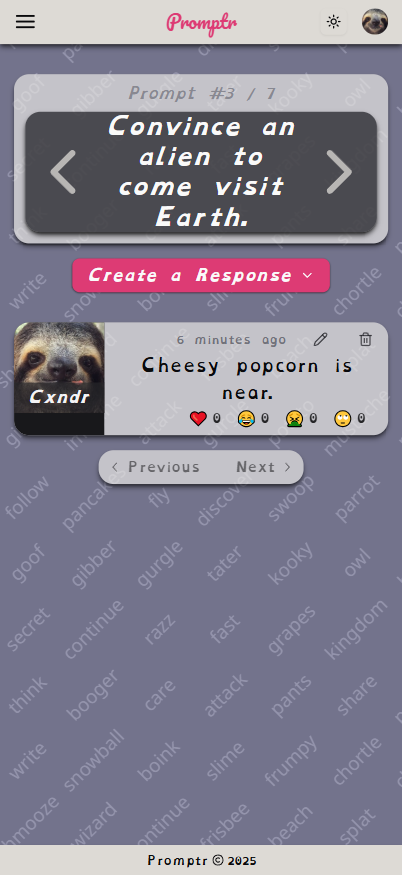 Promptr
Prompt #3 / 7
Convince an
alien to
come visit
Earth.
Create a Response
6 minutes ago
Cheesy popcorn is
near.
Cxndr
0 0 0 0
Previous Next
write
chortle
follow
pancakes
fly
discover
swoop
parrot
goof
gibber
gurgle
tater
kooky
owl
secret
continue
razz
fast
grapes
kingdom
think
booger
care
attack
pants
share
write
snowball
boink
slime
frumpy
chortle
wizard
frisbee
beach
splat
Promptr © 2025